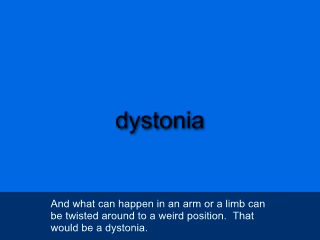 dystonia
And what can happen in an arm or a limb can
be twisted around to a weird position.  That
would be a dystonia.